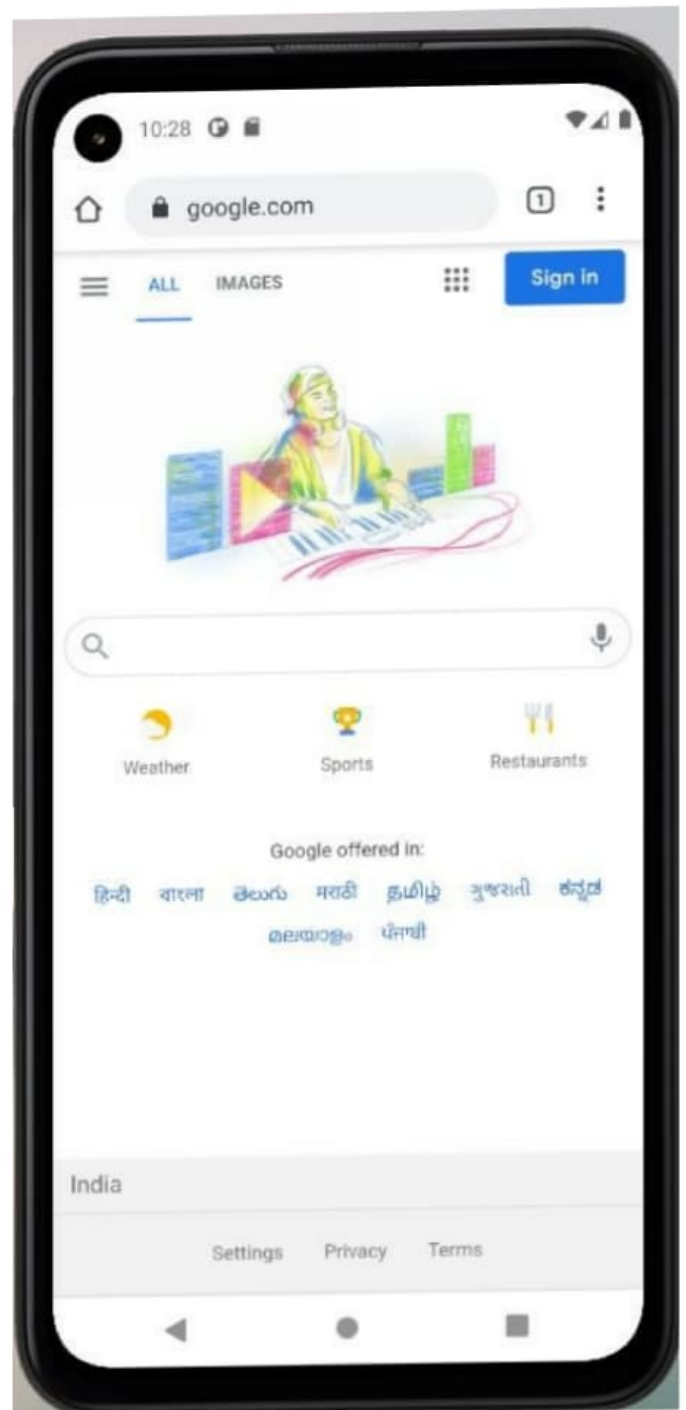 10:28
google.com
1
ALL IMAGES
Sign in
Weather Sports Restaurants
Google offered in:
हिन्दी বাংলা తెలుగు मराठी தமிழ் ગુજરાતી ಕನ್ನಡ
മലയാളം ਪੰਜਾਬੀ
India
Settings Privacy Terms